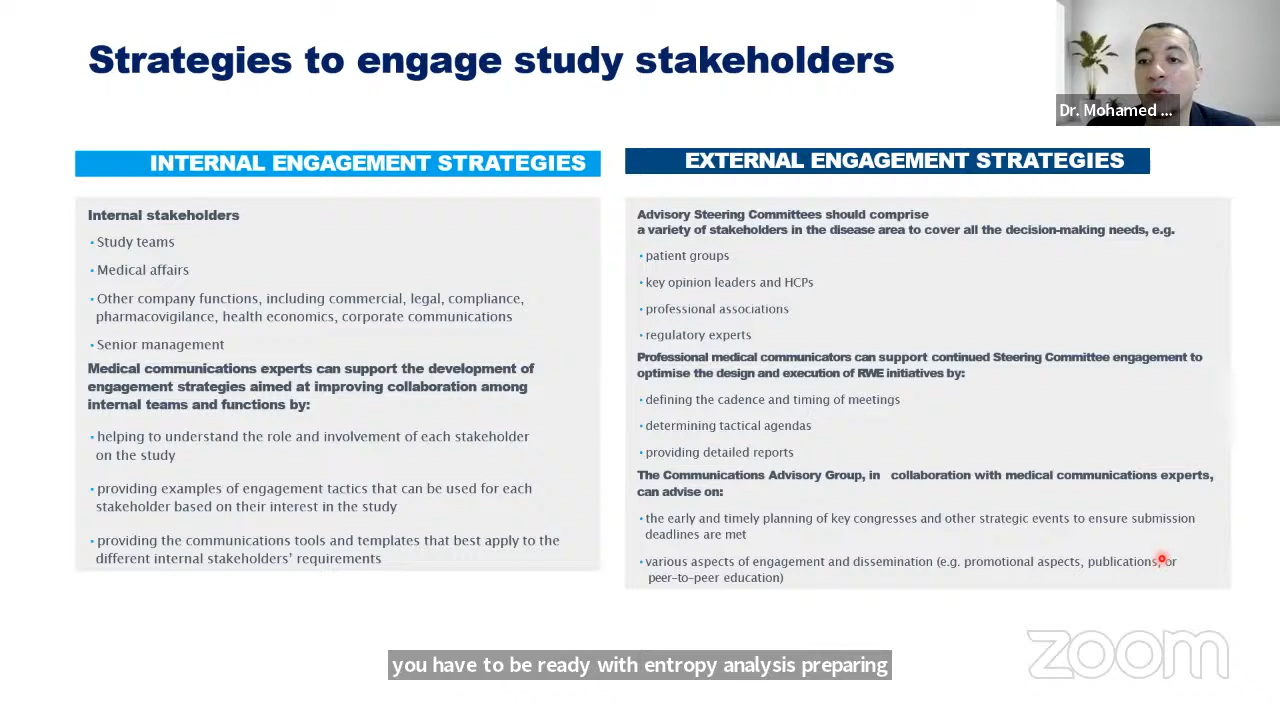 Strategies to engage study stakeholders
Dr. Mohamed ...
INTERNAL ENGAGEMENT STRATEGIES
Internal stakeholders
• Study teams
• Medical affairs
• Other company functions, including commercial, legal, compliance,
pharmacovigilance, health economics, corporate communications
• Senior management
Medical communications experts can support the development of
engagement strategies aimed at improving collaboration among
internal teams and functions by:
• helping to understand the role and involvement of each stakeholder
on the study
• providing examples of engagement tactics that can be used for each
stakeholder based on their interest in the study
• providing the communications tools and templates that best apply to the
different internal stakeholders' requirements
EXTERNAL ENGAGEMENT STRATEGIES
Advisory Steering Committees should comprise
a variety of stakeholders in the disease area to cover all the decision-making needs, e.g.
• patient groups
• key opinion leaders and HCPs
• professional associations
• regulatory experts
Professional medical communicators can support continued Steering Committee engagement to
optimise the design and execution of RWE initiatives by:
• defining the cadence and timing of meetings
• determining tactical agendas
• providing detailed reports
The Communications Advisory Group, in collaboration with medical communications experts,
can advise on:
• the early and timely planning of key congresses and other strategic events to ensure submission
deadlines are met
• various aspects of engagement and dissemination (e.g. promotional aspects, publications, or
peer-to-peer education)
zoom
you have to be ready with entropy analysis preparing